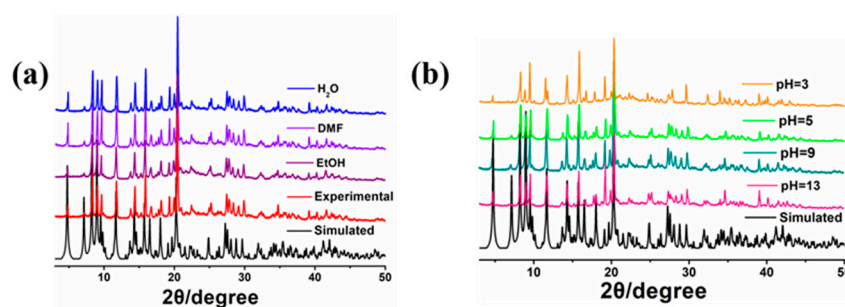 (a)
H₂O
DMF
EtOH
Experimental
Simulated
10 20 30 40 50
2θ/degree
(b)
pH=3
pH=5
pH=9
pH=13
Simulated
10 20 30 40 50
2θ/degree